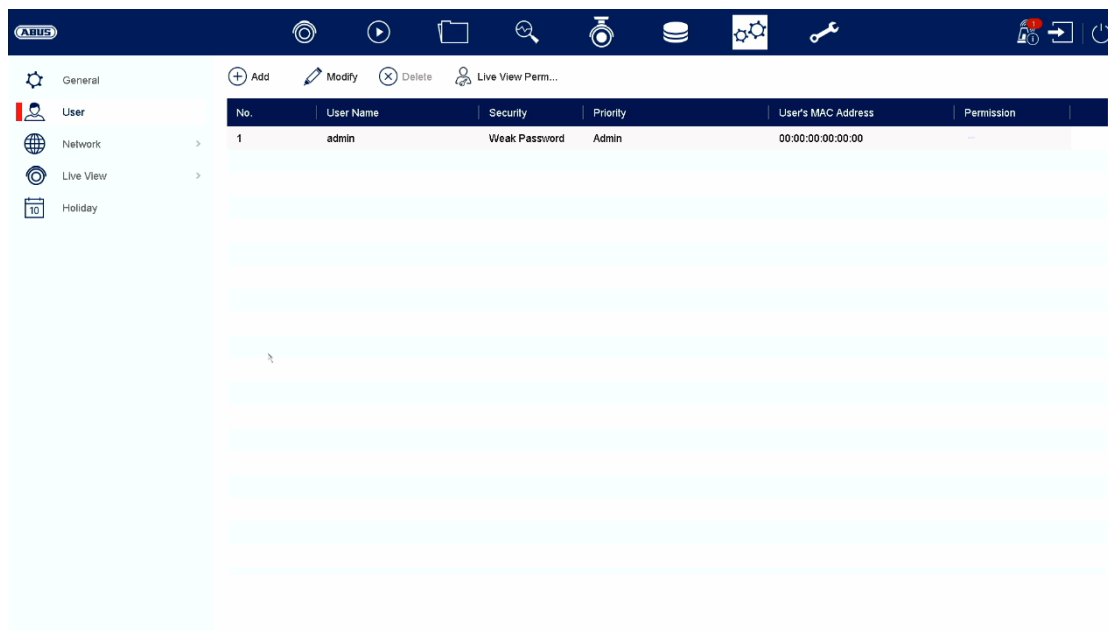 ABUS
1
General
User
Network
Live View
10
Holiday
Add Modify Delete Live View Perm...
No. User Name Security Priority User's MAC Address Permission
1 admin Weak Password Admin 00:00:00:00:00:00 --